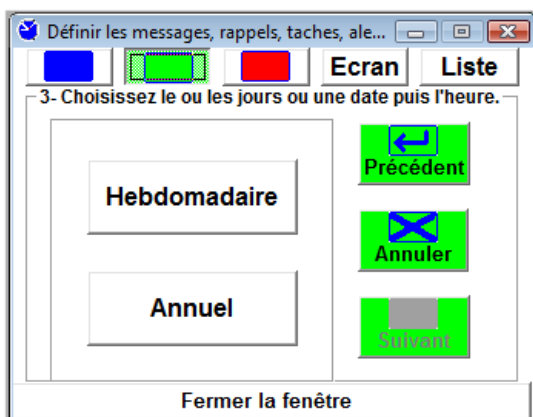 Définir les messages, rappels, taches, ale...
Ecran Liste
3- Choisissez le ou les jours ou une date puis l'heure.
Précédent
Hebdomadaire
Annuler
Annuel
Suivant
Fermer la fenêtre